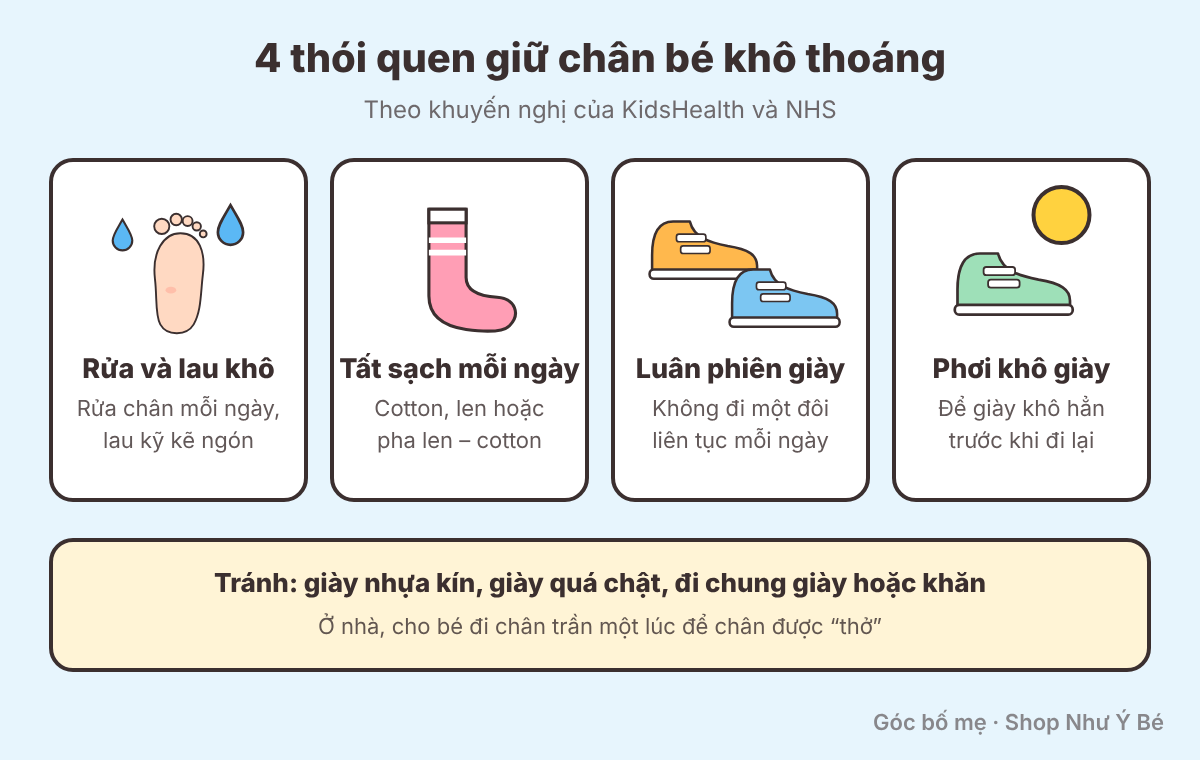 4 thói quen giữ chân bé khô thoáng
Theo khuyến nghị của KidsHealth và NHS
Rửa và lau khô
Rửa chân mỗi ngày,
lau kỹ kẽ ngón
Tất sạch mỗi ngày
Cotton, len hoặc
pha len – cotton
Luân phiên giày
Không đi một đôi
liên tục mỗi ngày
Phơi khô giày
Để giày khô hẳn
trước khi đi lại
Tránh: giày nhựa kín, giày quá chật, đi chung giày hoặc khăn
Ở nhà, cho bé đi chân trần một lúc để chân được “thở”
Góc bố mẹ · Shop Như Ý Bé